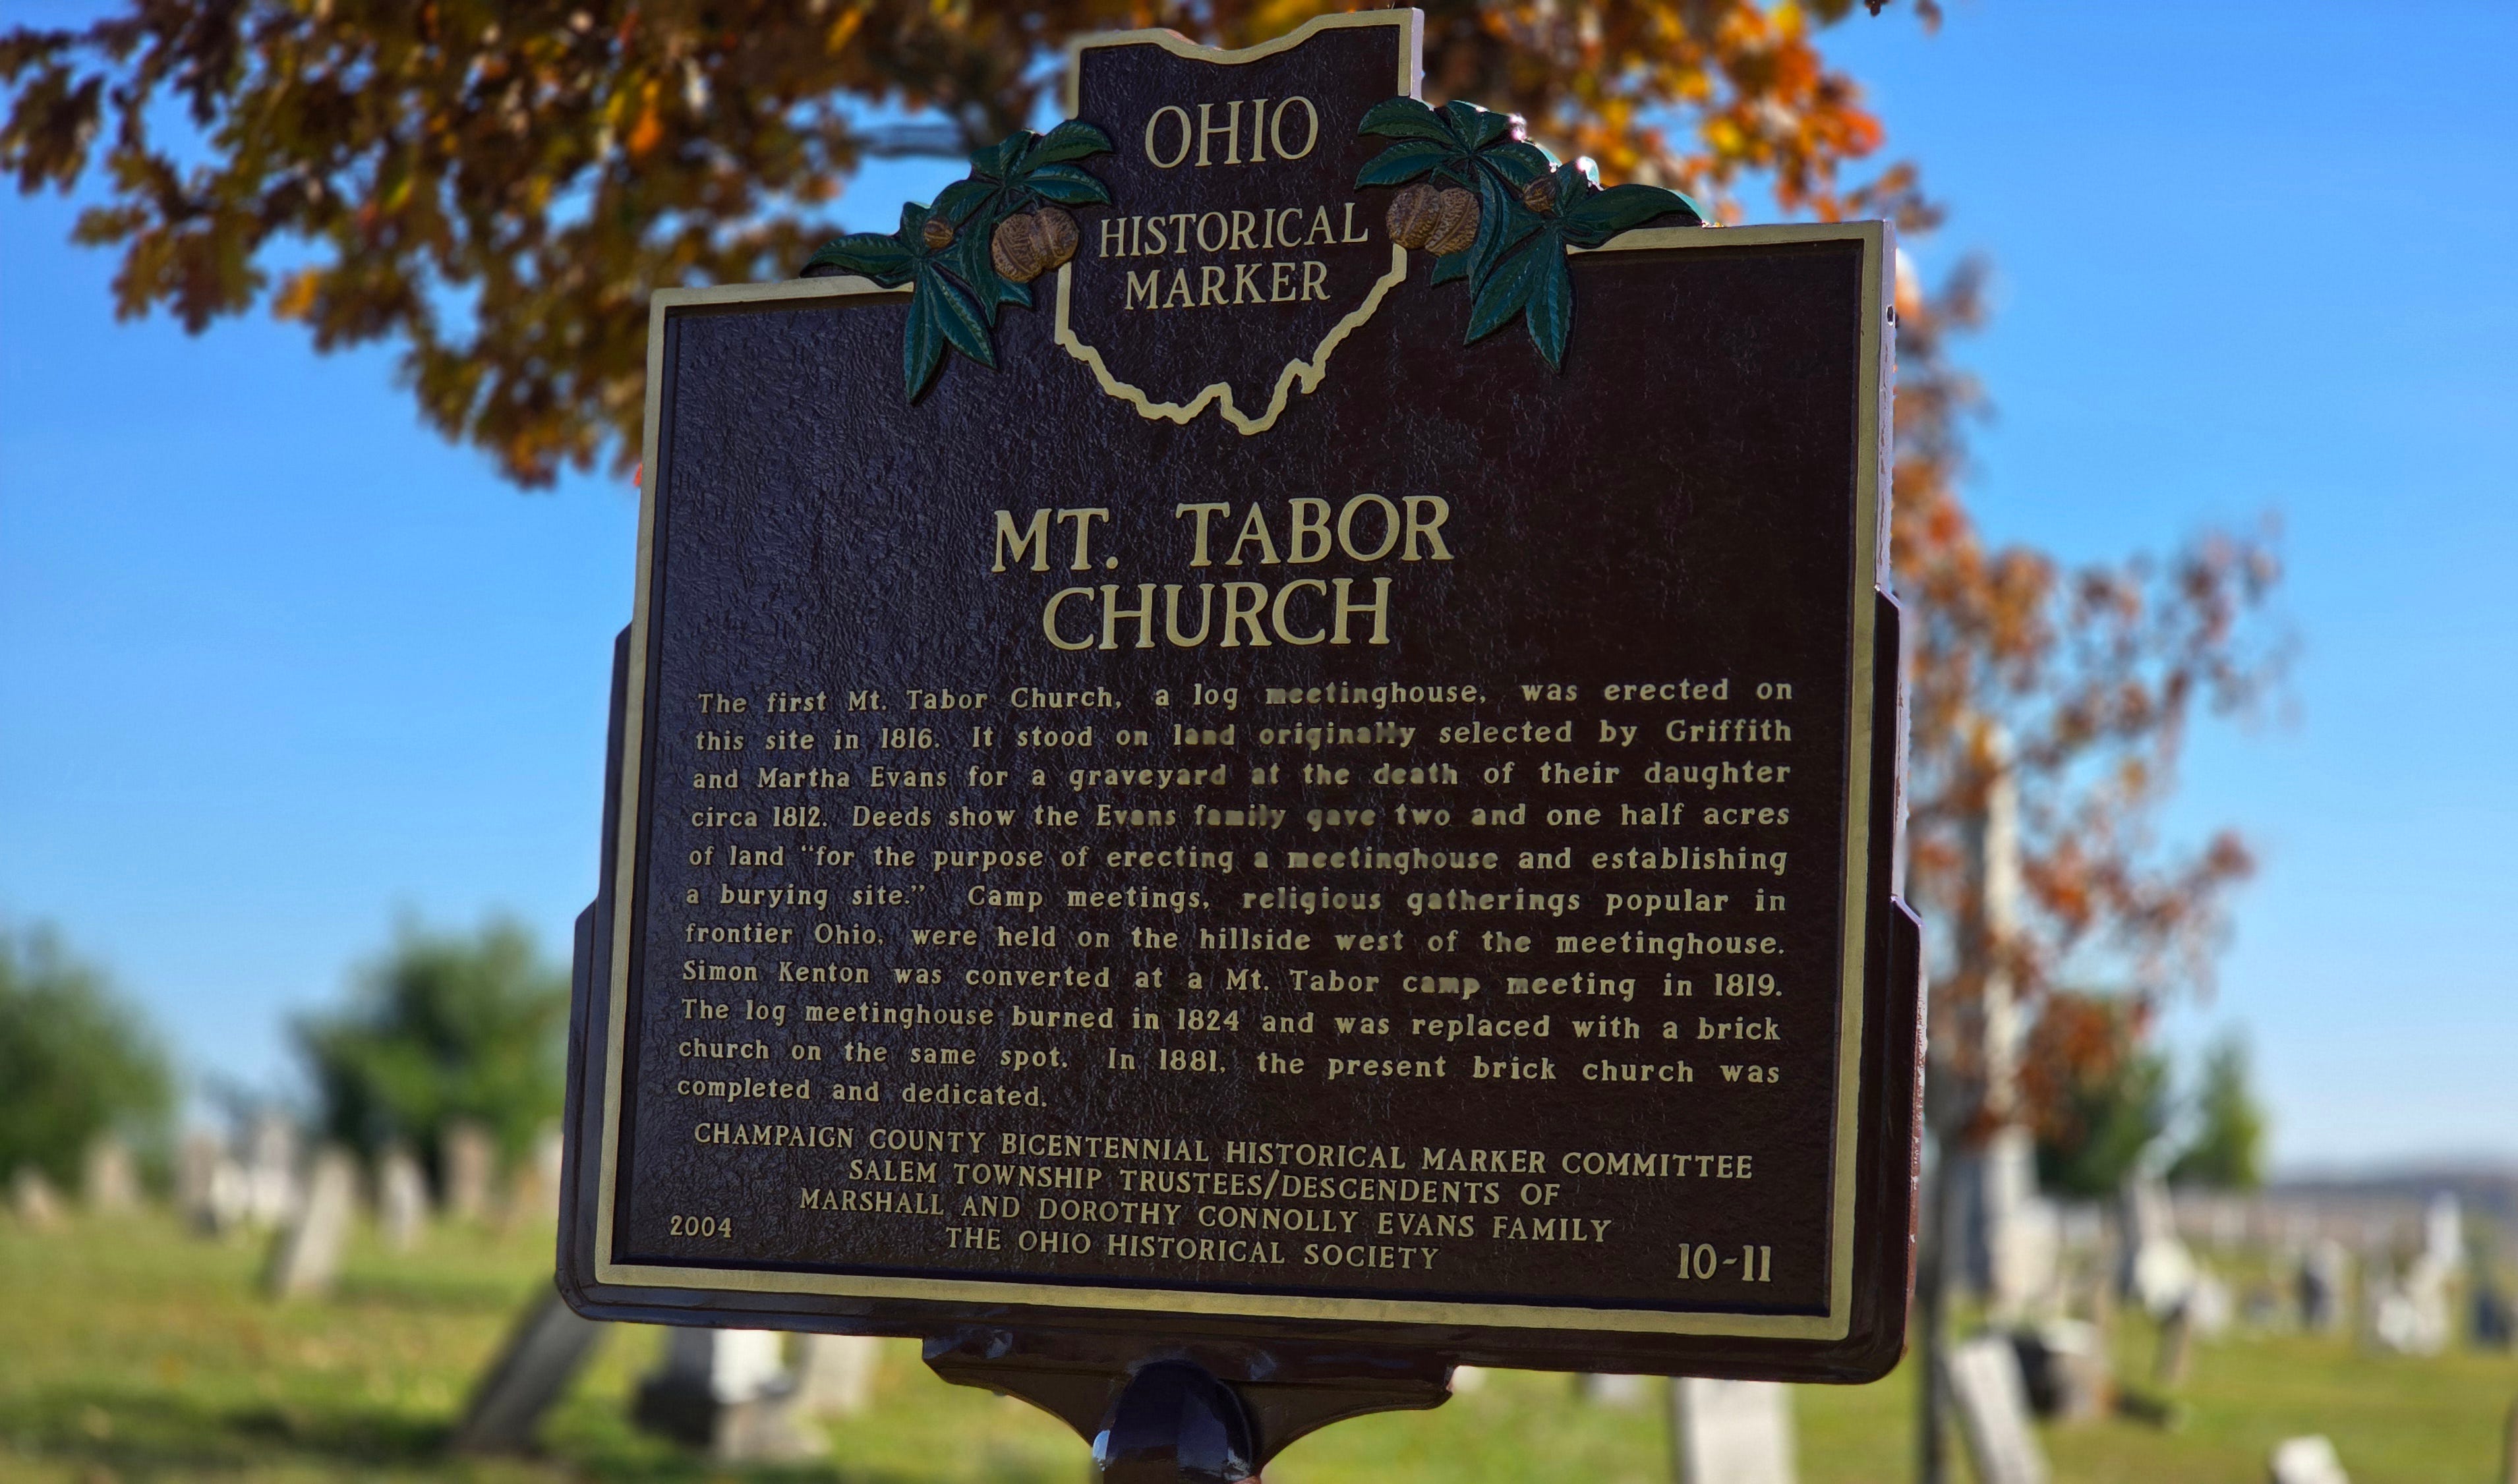 OHIO
HISTORICAL
MARKER
MT. TABOR
CHURCH
The first Mt. Tabor Church, a log meetinghouse, was erected on
this site in 1816. It stood on land originally selected by Griffith
and Martha Evans for a graveyard at the death of their daughter
circa 1812. Deeds show the Evans family gave two and one half acres
of land “for the purpose of erecting a meetinghouse and establishing
a burying site.” Camp meetings, religious gatherings popular in
frontier Ohio, were held on the hillside west of the meetinghouse.
Simon Kenton was converted at a Mt. Tabor camp meeting in 1819.
The log meetinghouse burned in 1824 and was replaced with a brick
church on the same spot. In 1881, the present brick church was
completed and dedicated.
CHAMPAIGN COUNTY BICENTENNIAL HISTORICAL MARKER COMMITTEE
SALEM TOWNSHIP TRUSTEES/DESCENDENTS OF
MARSHALL AND DOROTHY CONNOLLY EVANS FAMILY
THE OHIO HISTORICAL SOCIETY
2004
10-11